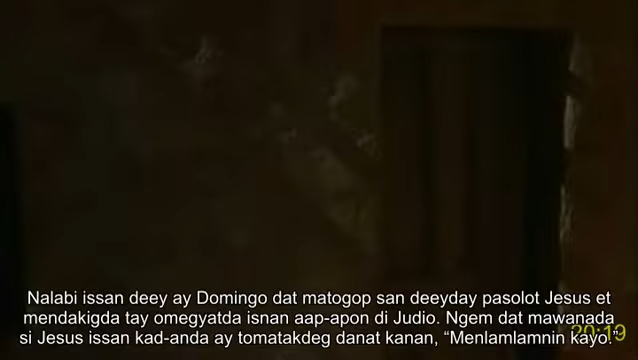 Nalabi issan deey ay Domingo dat matogop san deeyday pasolot Jesus et
mendakigda tay omegyatda isnan aap-apon di Judio. Ngem dat mawanada
si Jesus issan kad-anda ay tomatakdeg danat kanan, “Menlamlamnin kayo!”
20:19